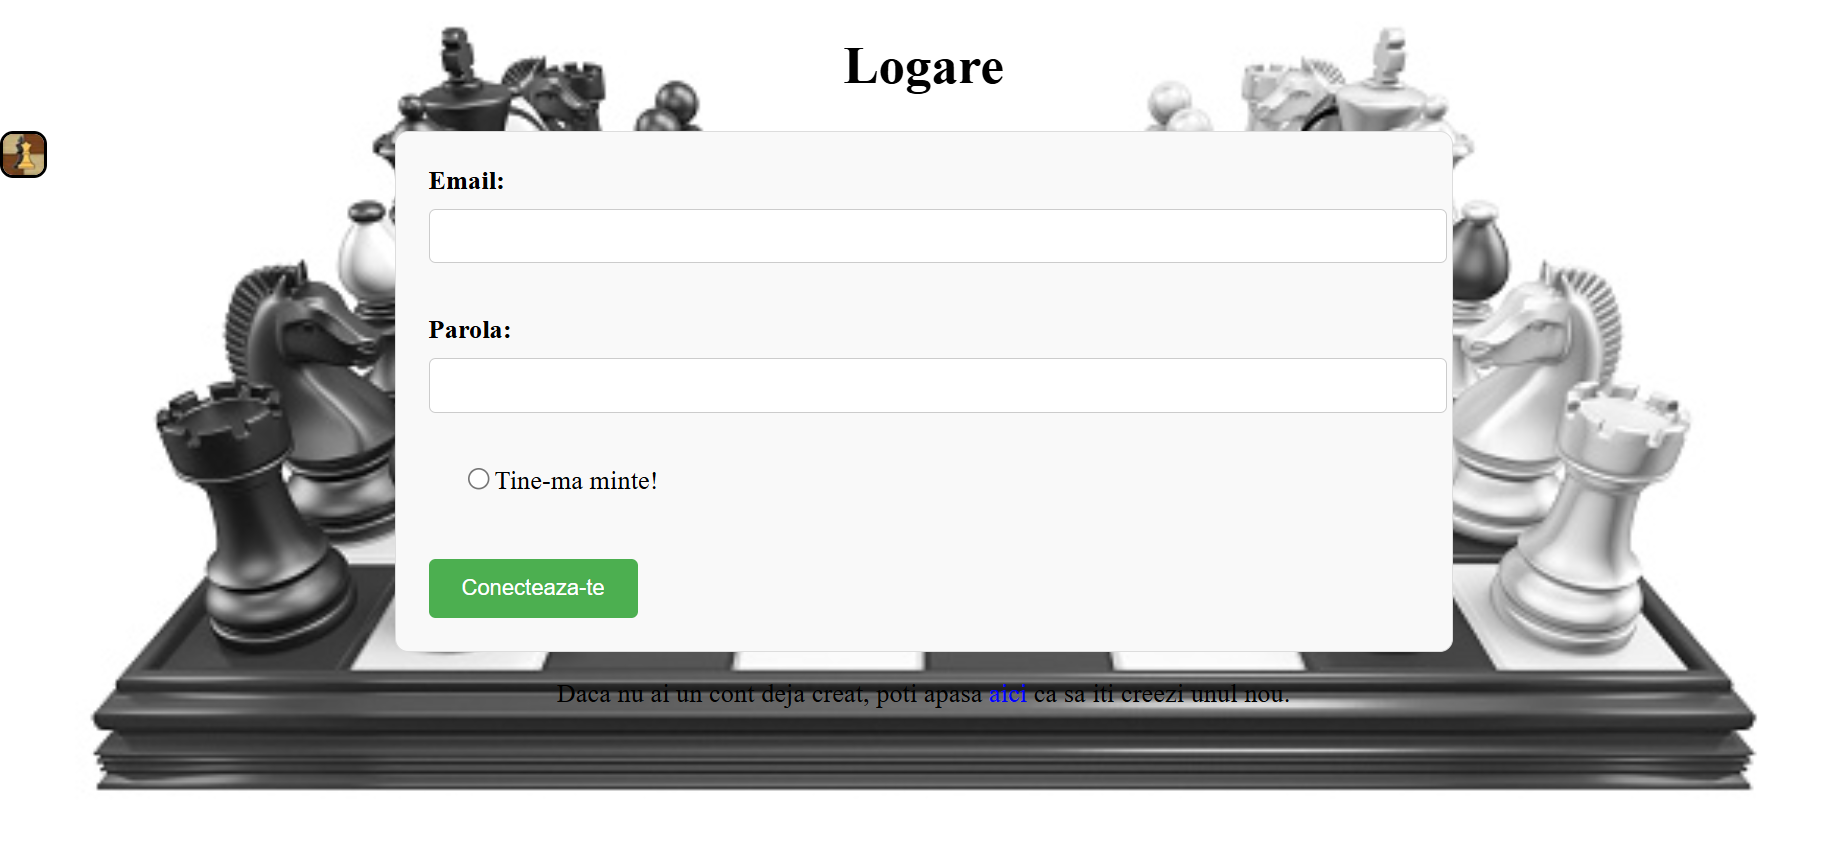 Logare
Email:
Parola:
Tine-ma minte!
Conecteaza-te
Daca nu ai un cont deja creat, poti apasa aici ca sa iti creezi unul nou.